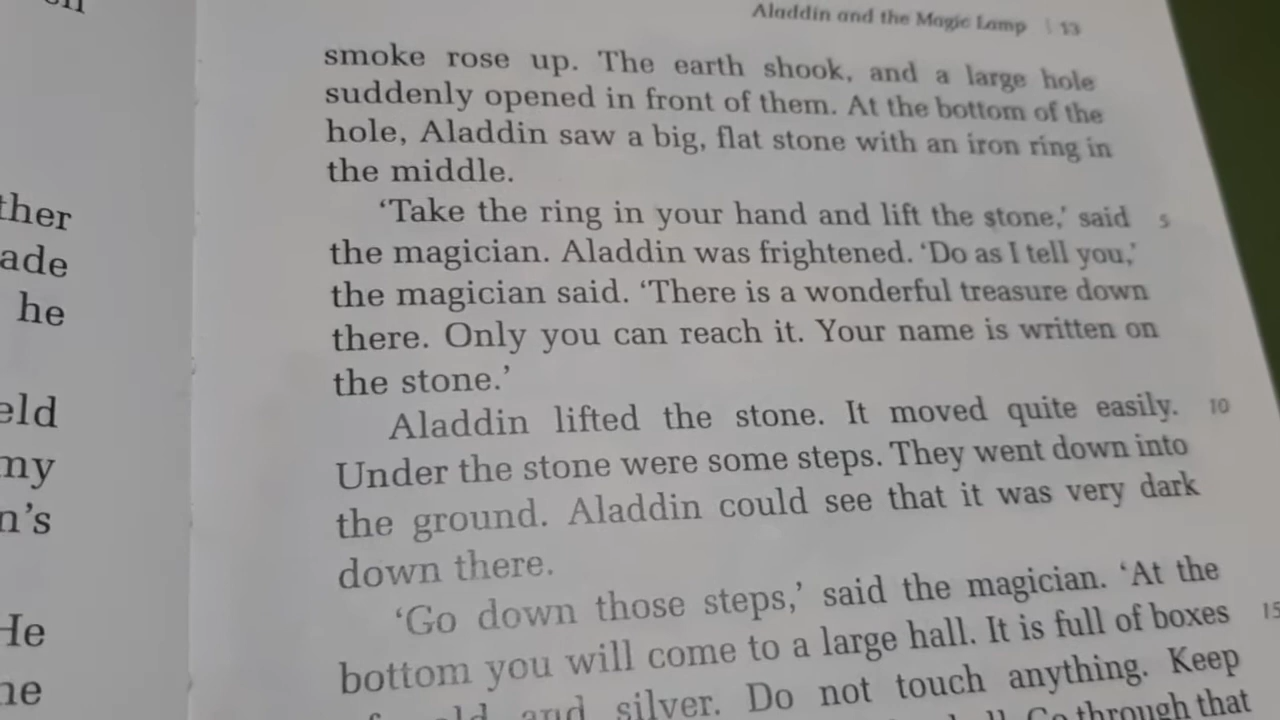 Aladdin and the Magic Lamp | 13
smoke rose up. The earth shook, and a large hole
suddenly opened in front of them. At the bottom of the
hole, Aladdin saw a big, flat stone with an iron ring in
the middle.
‘Take the ring in your hand and lift the stone,’ said 5
the magician. Aladdin was frightened. ‘Do as I tell you,’
the magician said. ‘There is a wonderful treasure down
there. Only you can reach it. Your name is written on
the stone.’
Aladdin lifted the stone. It moved quite easily. 10
Under the stone were some steps. They went down into
the ground. Aladdin could see that it was very dark
down there.
‘Go down those steps,’ said the magician. ‘At the
bottom you will come to a large hall. It is full of boxes 15
and silver. Do not touch anything. Keep
Go through that